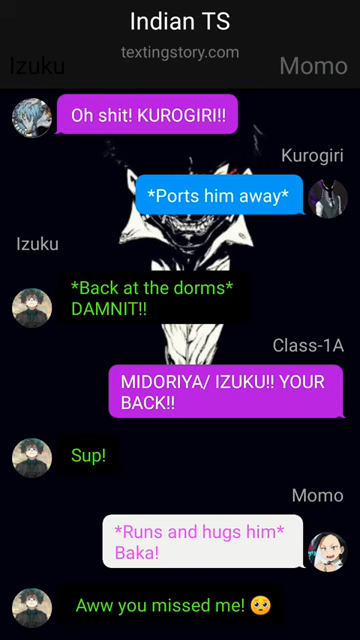 Indian TS
textingstory.com
Izuku
Momo
Oh shit! KUROGIRI!!
Kurogiri
*Ports him away*
Izuku
*Back at the dorms*
DAMNIT!!
Class-1A
MIDORIYA/ IZUKU!! YOUR
BACK!!
Sup!
Momo
*Runs and hugs him*
Baka!
Aww you missed me! 🥺